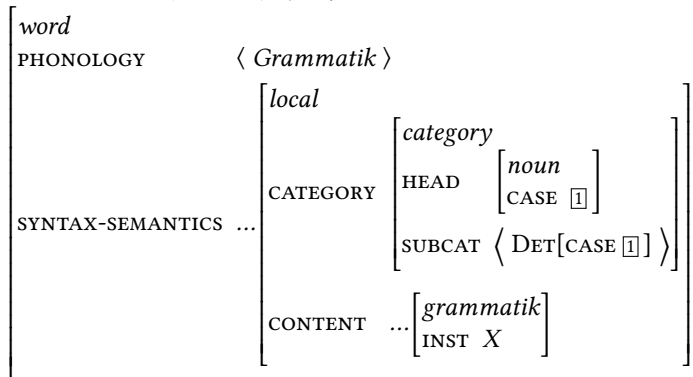 word
PHONOLOGY ⟨ Grammatik ⟩
local
category
HEAD noun
CASE 1
CATEGORY
SUBCAT ⟨ DET[CASE 1] ⟩
SYNTAX-SEMANTICS …
CONTENT … grammatik
INST X